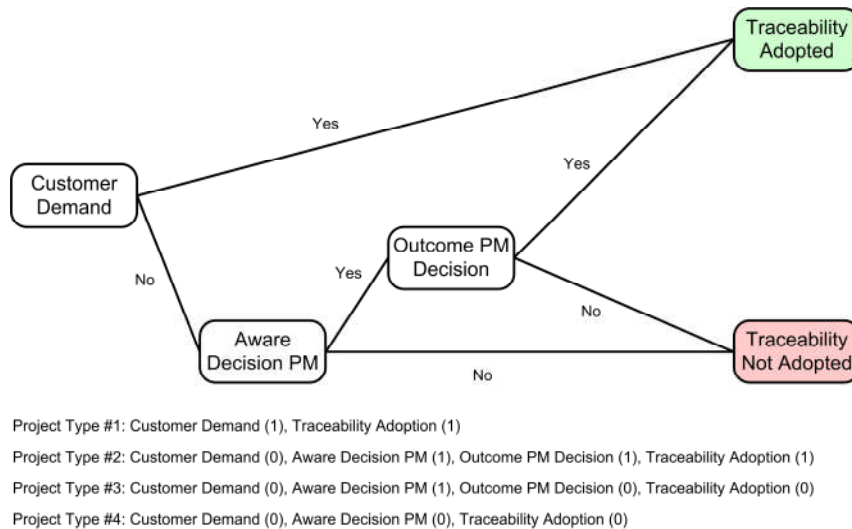 Traceability
Adopted
Yes
Customer
Demand
Yes
Outcome PM
Decision
Yes
No
No
Aware
Decision PM
Traceability
Not Adopted
No
Project Type #1: Customer Demand (1), Traceability Adoption (1)
Project Type #2: Customer Demand (0), Aware Decision PM (1), Outcome PM Decision (1), Traceability Adoption (1)
Project Type #3: Customer Demand (0), Aware Decision PM (1), Outcome PM Decision (0), Traceability Adoption (0)
Project Type #4: Customer Demand (0), Aware Decision PM (0), Traceability Adoption (0)